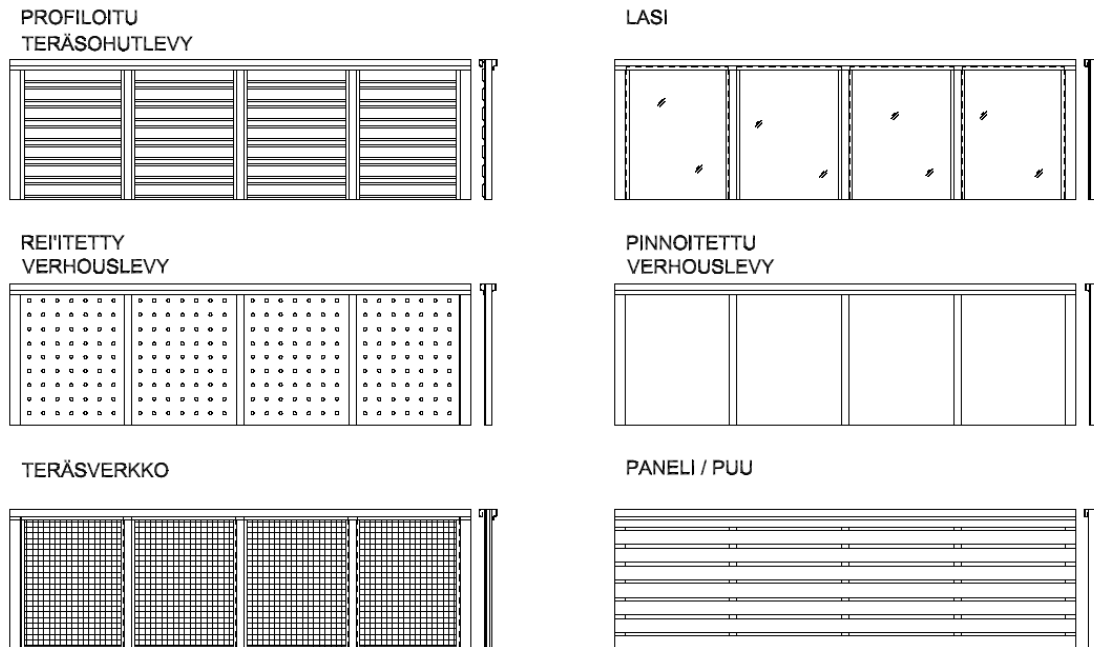 PROFILOITU
TERÄSOHUTLEVY
LASI
REI'ITETTY
VERHOUSLEVY
PINNOITETTU
VERHOUSLEVY
TERÄSVERKKO
PANELI / PUU